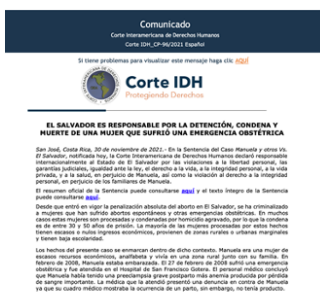 Comunicado
Corte Interamericana de Derechos Humanos
Corte IDH_CP-96/2021 Español
Si tiene problemas para visualizar este mensaje haga clic aquí
Corte IDH
Protegiendo Derechos
EL SALVADOR ES RESPONSABLE POR LA DETENCIÓN, CONDENA Y
MUERTE DE UNA MUJER QUE SUFRIÓ UNA EMERGENCIA OBSTÉTRICA
San José, Costa Rica, 30 de noviembre de 2021.- En la Sentencia del Caso Manuela y otros Vs.
El Salvador, notificada hoy, la Corte Interamericana de Derechos Humanos declaró responsable
internacionalmente al Estado de El Salvador por las violaciones a la libertad personal, las
garantías judiciales, igualdad ante la ley, el derecho a la vida, a la integridad personal, a la vida
privada, y a la salud, en perjuicio de Manuela, así como la violación al derecho a la integridad
personal, en perjuicio de los familiares de Manuela.
El resumen oficial de la Sentencia puede consultarse aquí y el texto íntegro de la Sentencia
puede consultarse aquí.
Desde que entró en vigor la penalización absoluta del aborto en El Salvador, se ha criminalizado
a mujeres que han sufrido abortos espontáneos y otras emergencias obstétricas. En muchos
casos estas mujeres son procesadas y condenadas por homicidio agravado, por lo que la condena
es de entre 30 y 50 años de prisión. La mayoría de las mujeres procesadas por estos hechos
tienen escasos o nulos ingresos económicos, provienen de zonas rurales o urbanas marginales
y tienen baja escolaridad.
Los hechos del presente caso se enmarcan dentro de dicho contexto. Manuela era una mujer de
escasos recursos económicos, analfabeta y vivía en una zona rural junto con su familia. En
febrero de 2008, Manuela estaba embarazada. El 27 de febrero de 2008 sufrió una emergencia
obstétrica y fue atendida en el Hospital de San Francisco Gotera. El personal médico concluyó
que Manuela había tenido una preeclampsia grave postparto más anemia producida por pérdida
de sangre importante. La médica que la atendió presentó una denuncia en contra de Manuela
ya que su cuadro médico mostraba la ocurrencia de un parto, sin embargo, no tenía producto.